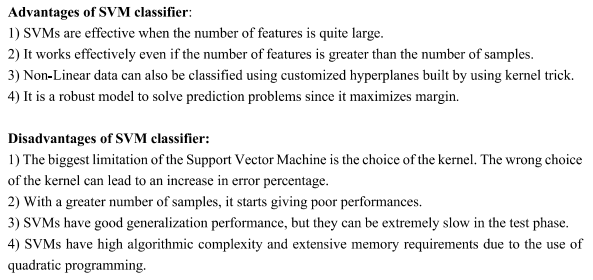 Advantages of SVM classifier:
1) SVMs are effective when the number of features is quite large.
2) It works effectively even if the number of features is greater than the number of samples.
3) Non-Linear data can also be classified using customized hyperplanes built by using kernel trick.
4) It is a robust model to solve prediction problems since it maximizes margin.
Disadvantages of SVM classifier:
1) The biggest limitation of the Support Vector Machine is the choice of the kernel. The wrong choice
of the kernel can lead to an increase in error percentage.
2) With a greater number of samples, it starts giving poor performances.
3) SVMs have good generalization performance, but they can be extremely slow in the test phase.
4) SVMs have high algorithmic complexity and extensive memory requirements due to the use of
quadratic programming.